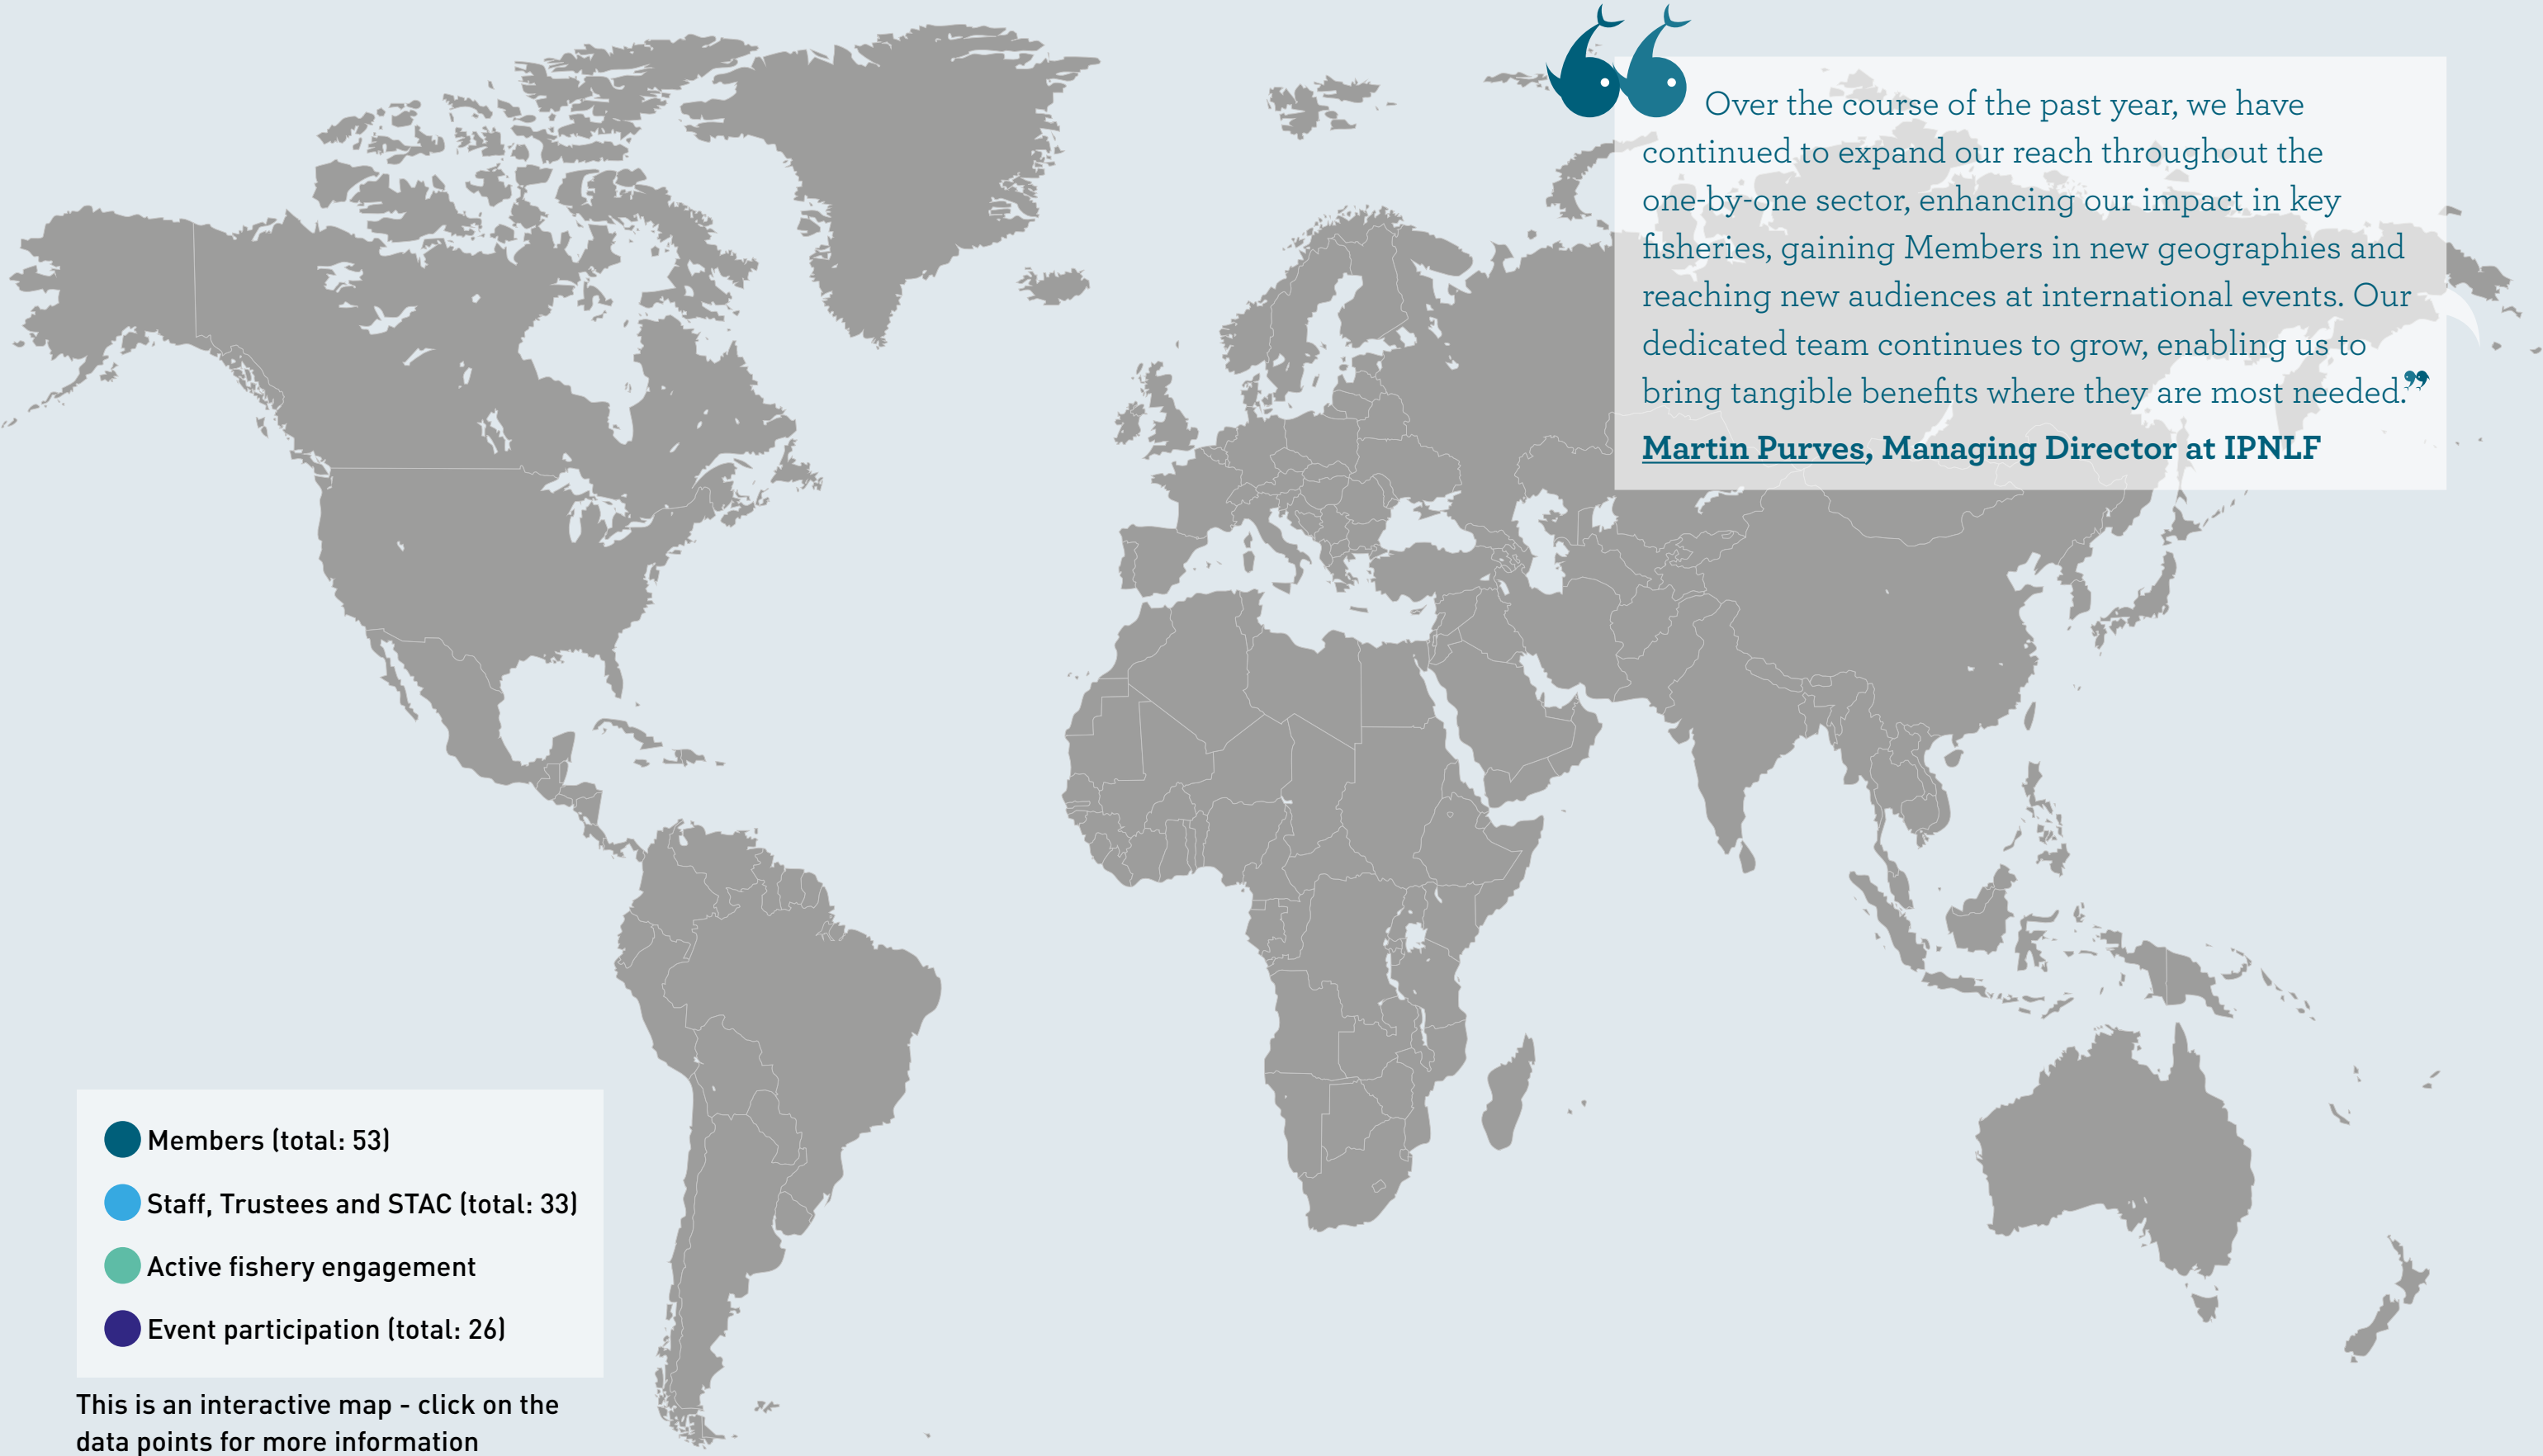 “Over the course of the past year, we have
continued to expand our reach throughout the
one-by-one sector, enhancing our impact in key
fisheries, gaining Members in new geographies and
reaching new audiences at international events. Our
dedicated team continues to grow, enabling us to
bring tangible benefits where they are most needed.”
Martin Purves, Managing Director at IPNLF
Members (total: 53)
Staff, Trustees and STAC (total: 33)
Active fishery engagement
Event participation (total: 26)
This is an interactive map - click on the
data points for more information